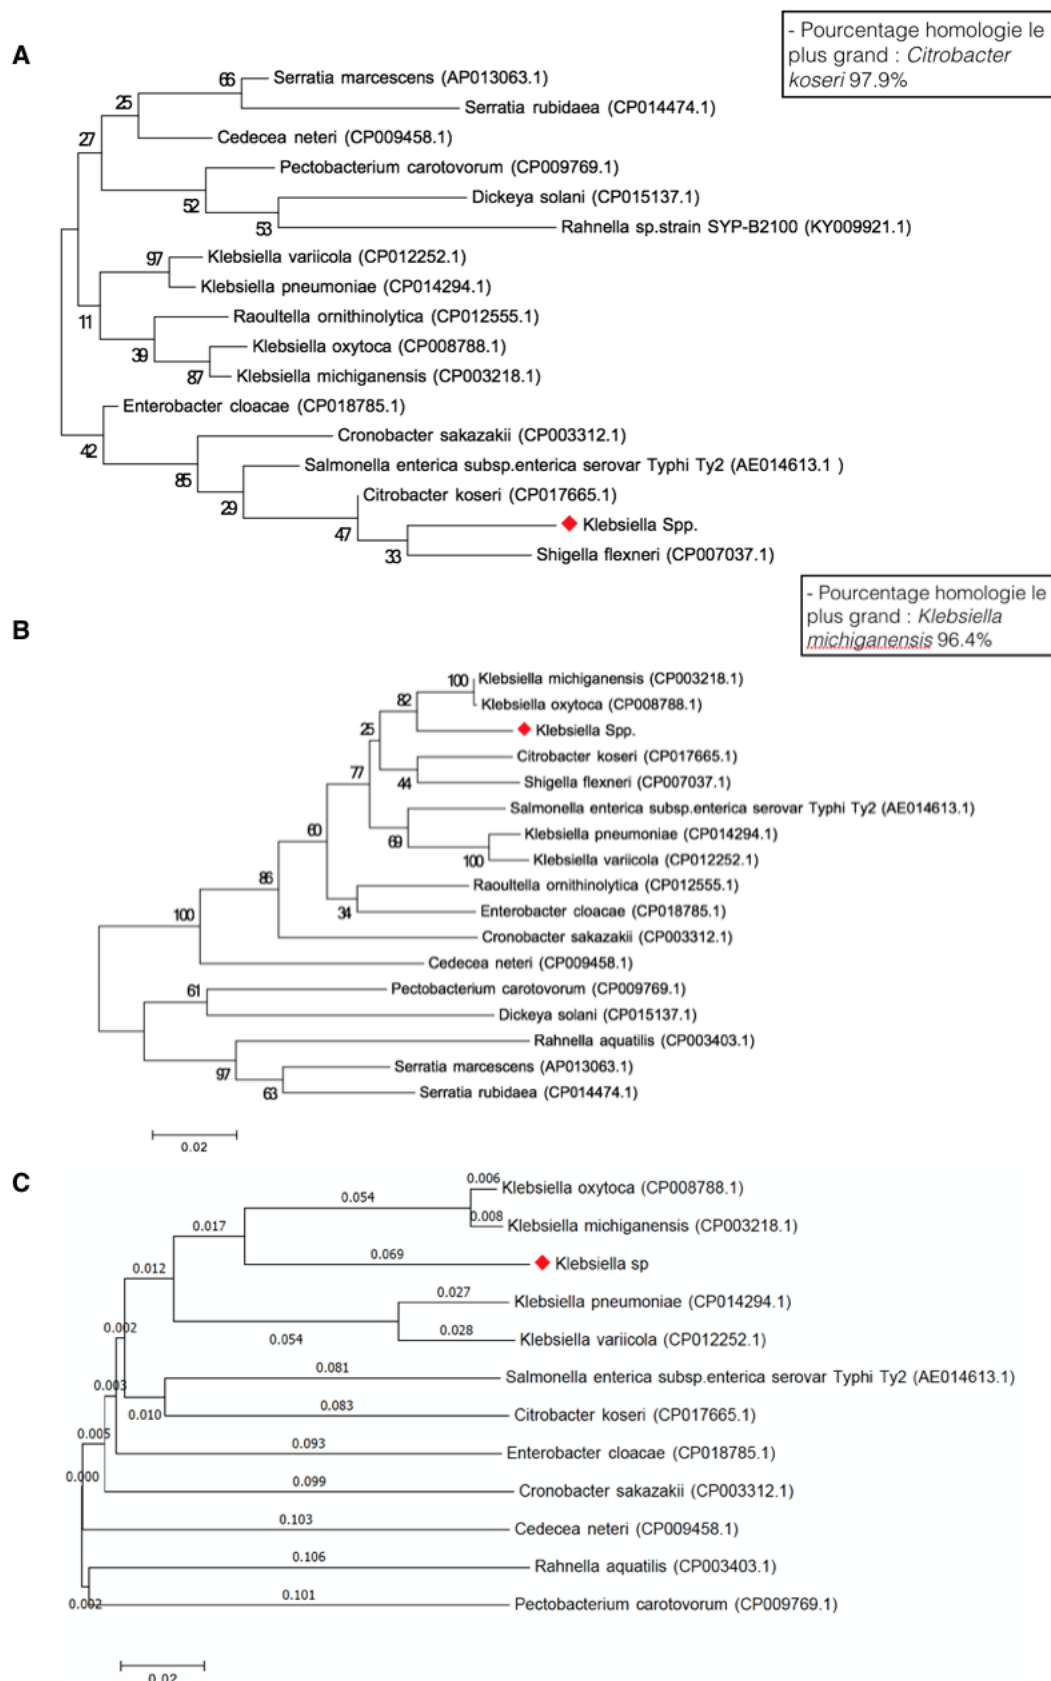 A
- Pourcentage homologie le
plus grand : Citrobacter
koseri 97.9%
66
Serratia marcescens (AP013063.1)
25
Serratia rubidaea (CP014474.1)
27
Cedecea neteri (CP009458.1)
Pectobacterium carotovorum (CP009769.1)
52
Dickeya solani (CP015137.1)
53
Rahnella sp.strain SYP-B2100 (KY009921.1)
97
Klebsiella variicola (CP012252.1)
Klebsiella pneumoniae (CP014294.1)
11
Raoultella ornithinolytica (CP012555.1)
39
Klebsiella oxytoca (CP008788.1)
87
Klebsiella michiganensis (CP003218.1)
Enterobacter cloacae (CP018785.1)
42
Cronobacter sakazakii (CP003312.1)
85
Salmonella enterica subsp.enterica serovar Typhi Ty2 (AE014613.1 )
29
Citrobacter koseri (CP017665.1)
47
Klebsiella Spp.
33
Shigella flexneri (CP007037.1)
B
- Pourcentage homologie le
plus grand : Klebsiella
michiganensis 96.4%
100
Klebsiella michiganensis (CP003218.1)
82
Klebsiella oxytoca (CP008788.1)
25
Klebsiella Spp.
Citrobacter koseri (CP017665.1)
77
44
Shigella flexneri (CP007037.1)
Salmonella enterica subsp.enterica serovar Typhi Ty2 (AE014613.1)
60
69
Klebsiella pneumoniae (CP014294.1)
100
Klebsiella variicola (CP012252.1)
86
Raoultella ornithinolytica (CP012555.1)
34
Enterobacter cloacae (CP018785.1)
100
Cronobacter sakazakii (CP003312.1)
Cedecea neteri (CP009458.1)
61
Pectobacterium carotovorum (CP009769.1)
Dickeya solani (CP015137.1)
Rahnella aquatilis (CP003403.1)
97
Serratia marcescens (AP013063.1)
63
Serratia rubidaea (CP014474.1)
0.02
C
0.006
Klebsiella oxytoca (CP008788.1)
0.054
0.008
Klebsiella michiganensis (CP003218.1)
0.017
0.069
Klebsiella sp
0.012
0.027
Klebsiella pneumoniae (CP014294.1)
0.054
0.028
Klebsiella variicola (CP012252.1)
0.002
0.081
Salmonella enterica subsp.enterica serovar Typhi Ty2 (AE014613.1)
0.003
0.010
0.083
Citrobacter koseri (CP017665.1)
0.005
0.093
Enterobacter cloacae (CP018785.1)
0.000
0.099
Cronobacter sakazakii (CP003312.1)
0.103
Cedecea neteri (CP009458.1)
0.106
Rahnella aquatilis (CP003403.1)
0.002
0.101
Pectobacterium carotovorum (CP009769.1)
0.02